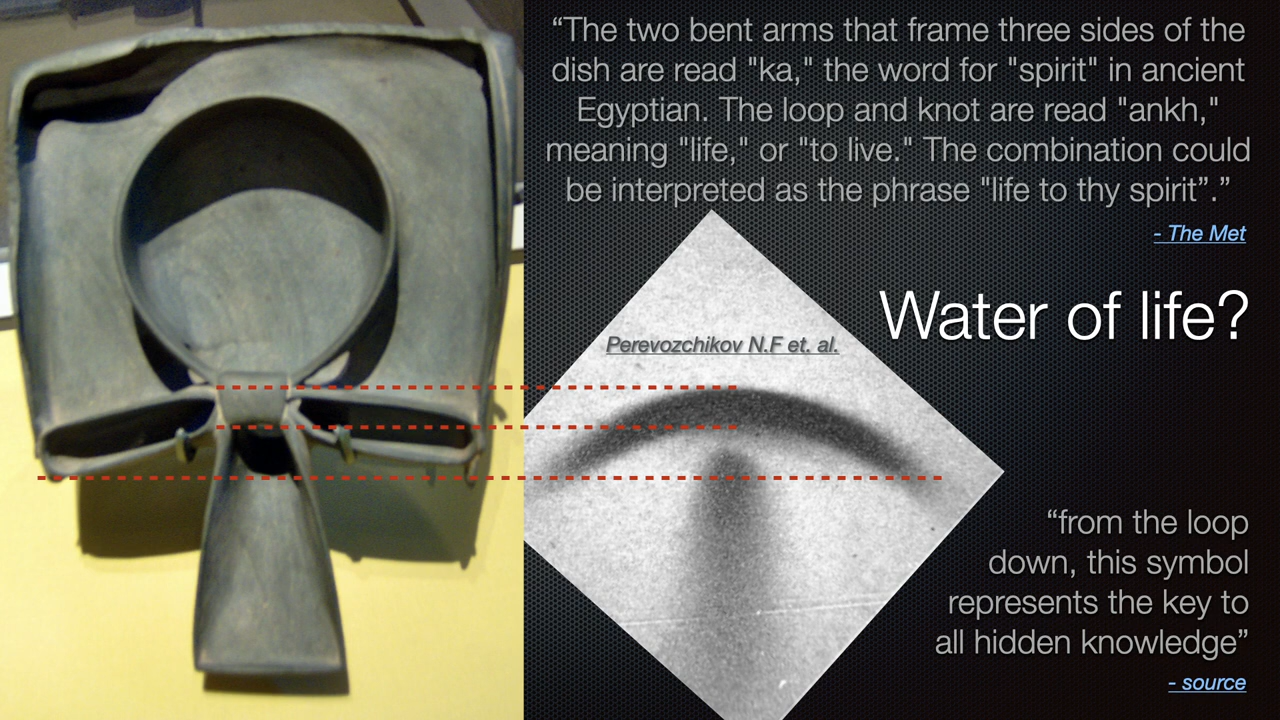 “The two bent arms that frame three sides of the
dish are read "ka," the word for "spirit" in ancient
Egyptian. The loop and knot are read "ankh,"
meaning "life," or "to live." The combination could
be interpreted as the phrase "life to thy spirit”.”
- The Met
Water of life?
Perevozchikov N.F et. al.
“from the loop
down, this symbol
represents the key to
all hidden knowledge”
- source